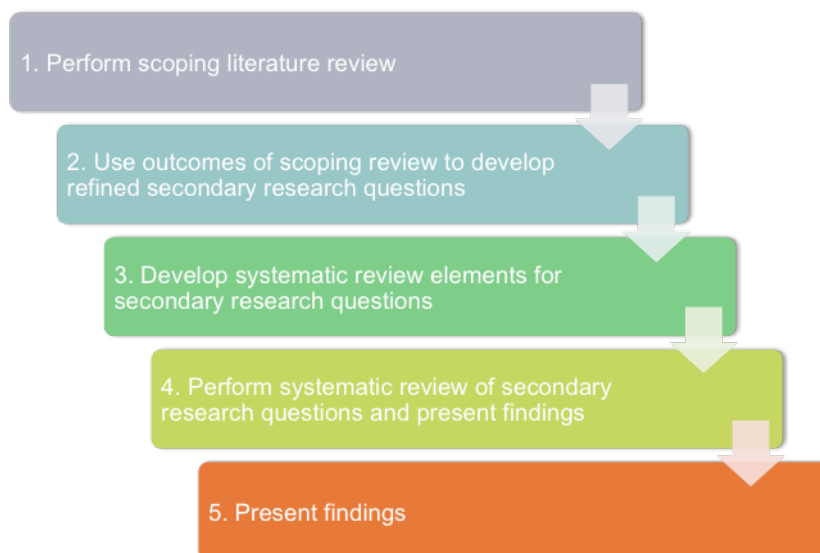 1. Perform scoping literature review
2. Use outcomes of scoping review to develop
refined secondary research questions
3. Develop systematic review elements for
secondary research questions
4. Perform systematic review of secondary
research questions and present findings
5. Present findings